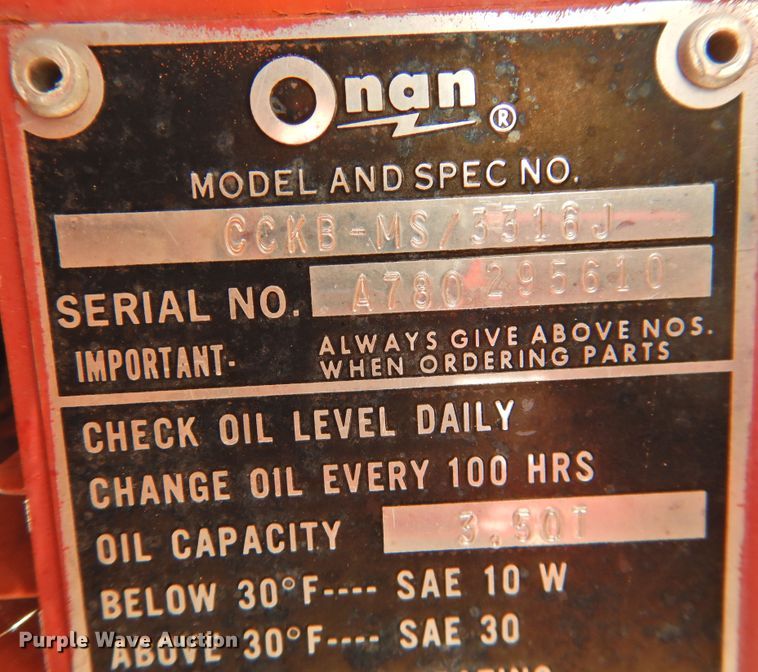 Onan ®
MODEL AND SPEC NO.
CCKB-MS/3316J
SERIAL NO. A780 295610
IMPORTANT- ALWAYS GIVE ABOVE NOS.
WHEN ORDERING PARTS
CHECK OIL LEVEL DAILY
CHANGE OIL EVERY 100 HRS
OIL CAPACITY 3.5QT
BELOW 30°F---- SAE 10 W
ABOVE 30°F---- SAE 30
Purple Wave Auction